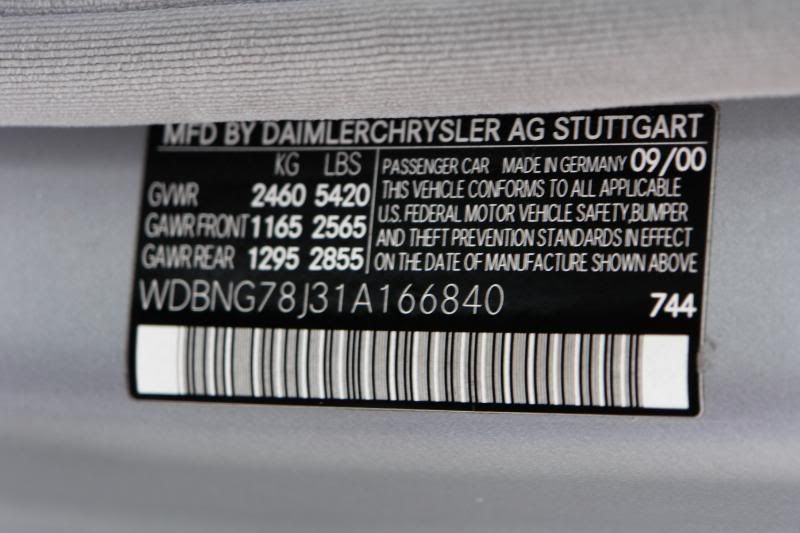 MFD BY DAIMLERCHRYSLER AG STUTTGART
KG LBS
GVWR 2460 5420
GAWR FRONT 1165 2565
GAWR REAR 1295 2855
PASSENGER CAR MADE IN GERMANY 09/00
THIS VEHICLE CONFORMS TO ALL APPLICABLE
U.S. FEDERAL MOTOR VEHICLE SAFETY, BUMPER
AND THEFT PREVENTION STANDARDS IN EFFECT
ON THE DATE OF MANUFACTURE SHOWN ABOVE
WDBNG78J31A166840
744